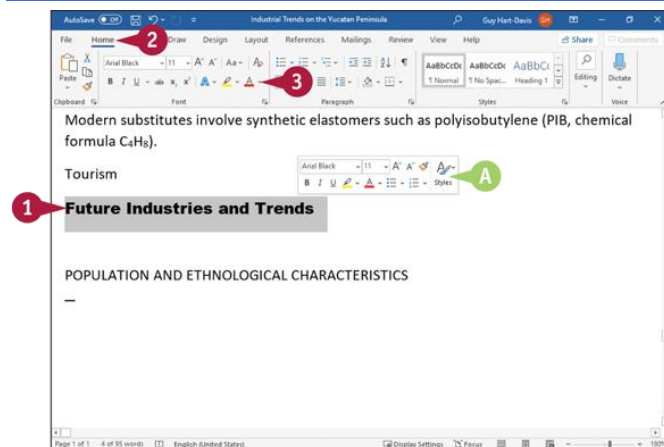 AutoSave Off Industrial Trends on the Yucatan Peninsula Guy Hart-Davis GH
File Home Draw Design Layout References Mailings Review View Help Share Comments
2
Paste Arial Black 11 A A Aa A AaBbCcDc AaBbCcDc AaBbCc Editing Dictate
B I U ab x x A A 3 ¶ Normal ¶ No Spac... Heading 1
Clipboard Font Paragraph Styles Voice
Modern substitutes involve synthetic elastomers such as polyisobutylene (PIB, chemical
formula C₄H₈).
Tourism
Arial Black 11 A A A
B I U A Styles
1 Future Industries and Trends
POPULATION AND ETHNOLOGICAL CHARACTERISTICS
Page 1 of 1 4 of 95 words English (United States) Display Settings Focus 100%